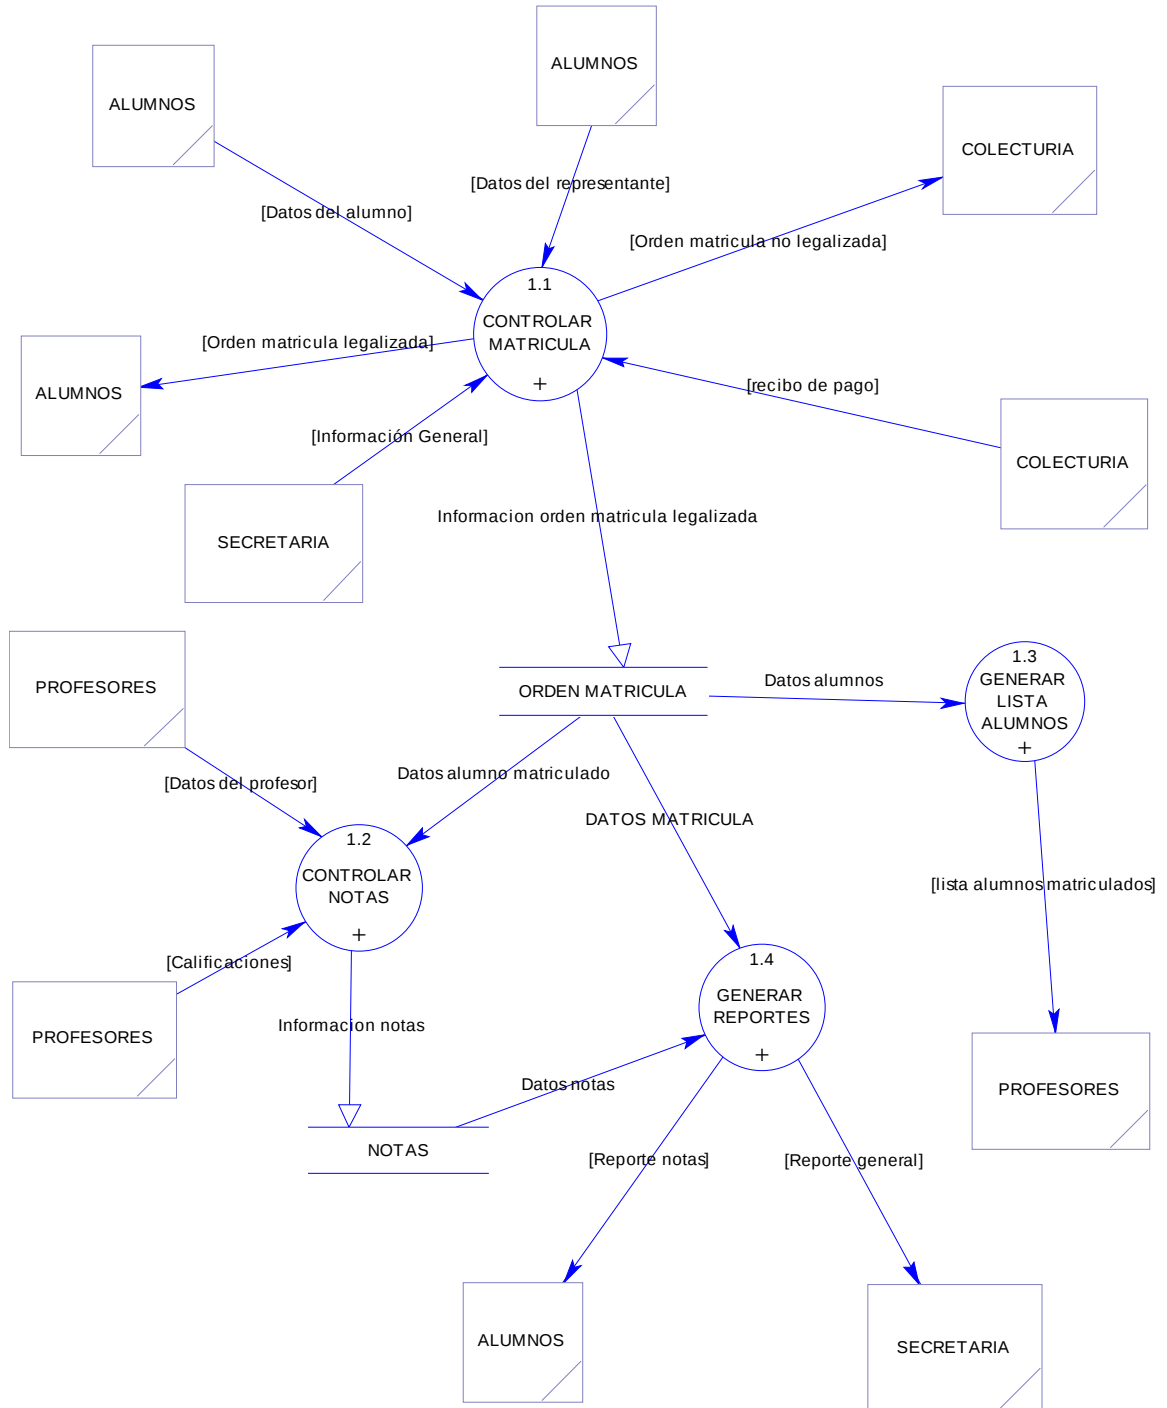 ALUMNOS
ALUMNOS
COLECTURIA
[Datos del representante]
[Datos del alumno]
[Orden matricula no legalizada]
1.1
CONTROLAR
MATRICULA
+
[Orden matricula legalizada]
ALUMNOS
[recibo de pago]
[Información General]
COLECTURIA
Informacion orden matricula legalizada
SECRETARIA
PROFESORES
ORDEN MATRICULA
Datos alumnos
1.3
GENERAR
LISTA
ALUMNOS
+
[Datos del profesor]
Datos alumno matriculado
DATOS MATRICULA
1.2
CONTROLAR
NOTAS
+
[lista alumnos matriculados]
[Calificaciones]
1.4
GENERAR
REPORTES
+
PROFESORES
Informacion notas
Datos notas
PROFESORES
NOTAS
[Reporte notas]
[Reporte general]
ALUMNOS
SECRETARIA